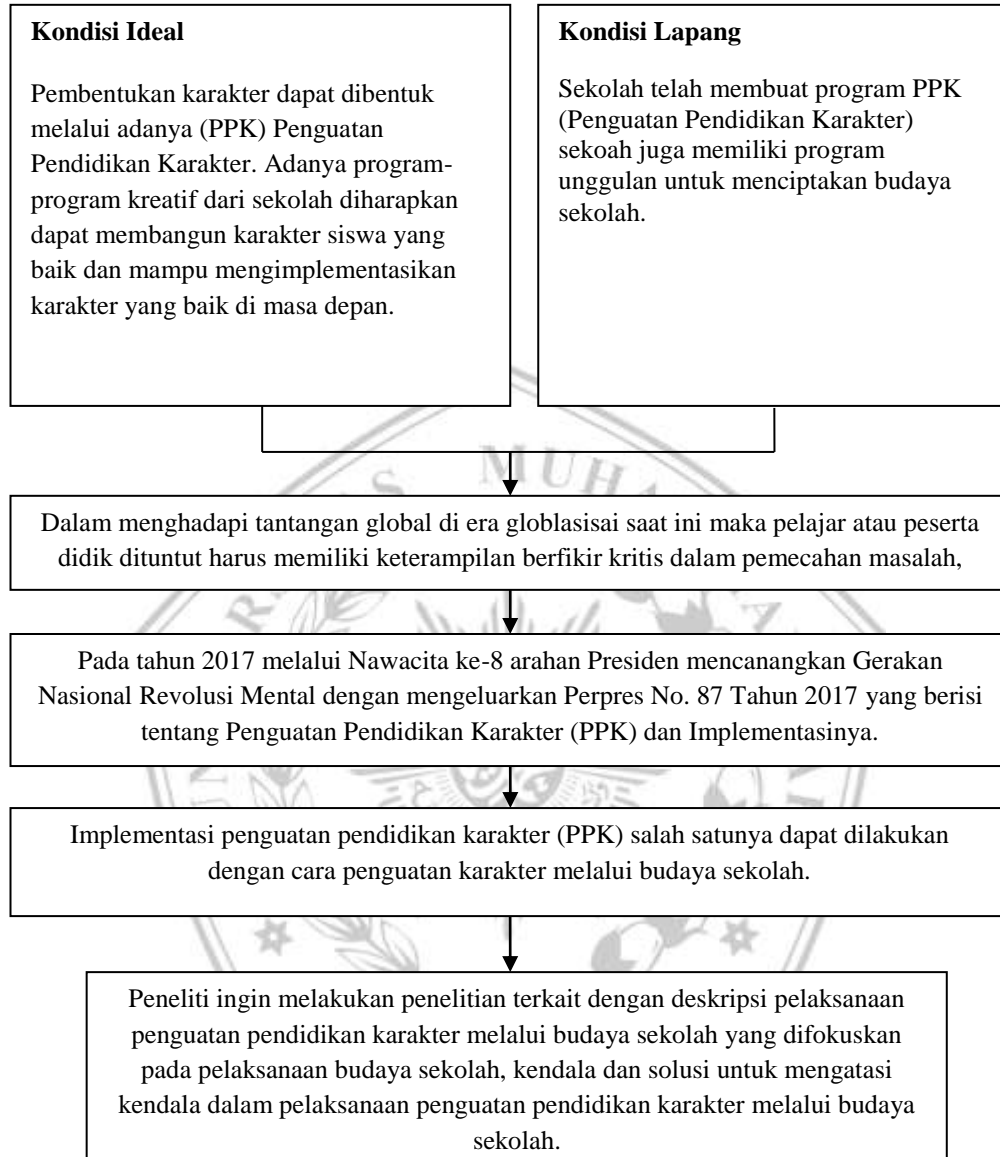 Kondisi Ideal
Pembentukan karakter dapat dibentuk
melalui adanya (PPK) Penguatan
Pendidikan Karakter. Adanya program-
program kreatif dari sekolah diharapkan
dapat membangun karakter siswa yang
baik dan mampu mengimplementasikan
karakter yang baik di masa depan.
Kondisi Lapang
Sekolah telah membuat program PPK
(Penguatan Pendidikan Karakter)
sekoah juga memiliki program
unggulan untuk menciptakan budaya
sekolah.
MUHA
Dalam menghadapi tantangan global di era globlasisai saat ini maka pelajar atau peserta
didik dituntut harus memiliki keterampilan berfikir kritis dalam pemecahan masalah,
Pada tahun 2017 melalui Nawacita ke-8 arahan Presiden mencanangkan Gerakan
Nasional Revolusi Mental dengan mengeluarkan Perpres No. 87 Tahun 2017 yang berisi
tentang Penguatan Pendidikan Karakter (PPK) dan Implementasinya.
Implementasi penguatan pendidikan karakter (PPK) salah satunya dapat dilakukan
dengan cara penguatan karakter melalui budaya sekolah.
Peneliti ingin melakukan penelitian terkait dengan deskripsi pelaksanaan
penguatan pendidikan karakter melalui budaya sekolah yang difokuskan
pada pelaksanaan budaya sekolah, kendala dan solusi untuk mengatasi
kendala dalam pelaksanaan penguatan pendidikan karakter melalui budaya
sekolah.